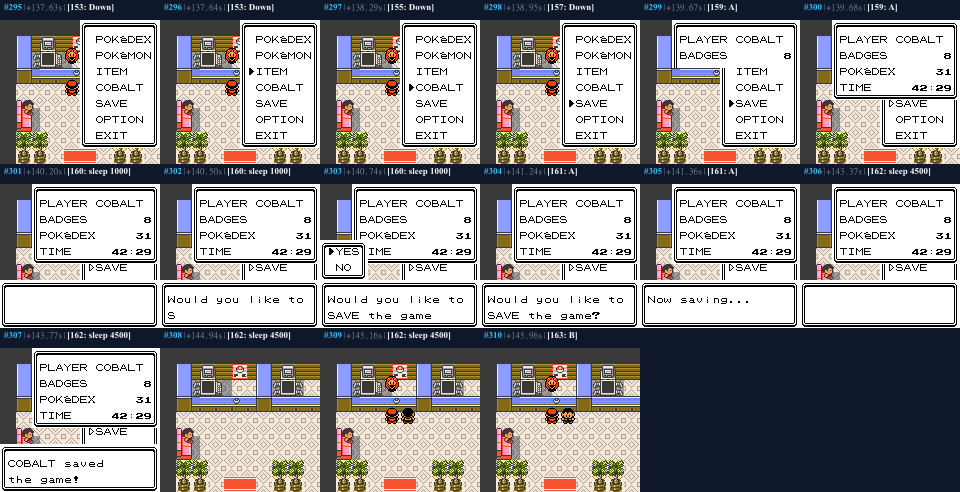 #295 |+137.63s| [153: Down]
POKéDEX
POKéMON
ITEM
COBALT
SAVE
OPTION
EXIT
#296 |+137.64s| [153: Down]
POKéDEX
POKéMON
▶ITEM
COBALT
SAVE
OPTION
EXIT
#297 |+138.29s| [155: Down]
POKéDEX
POKéMON
ITEM
▶COBALT
SAVE
OPTION
EXIT
#298 |+138.95s| [157: Down]
POKéDEX
POKéMON
ITEM
COBALT
▶SAVE
OPTION
EXIT
#299 |+139.67s| [159: A]
PLAYER COBALT
BADGES 8
ITEM
COBALT
▶SAVE
OPTION
EXIT
#300 |+139.68s| [159: A]
PLAYER COBALT
BADGES 8
POKéDEX 31
TIME 42:29
▷SAVE
OPTION
EXIT
#301 |+140.20s| [160: sleep 1000]
PLAYER COBALT
BADGES 8
POKéDEX 31
TIME 42:29
▷SAVE
#302 |+140.50s| [160: sleep 1000]
PLAYER COBALT
BADGES 8
POKéDEX 31
TIME 42:29
▷SAVE
Would you like to
S
#303 |+140.74s| [160: sleep 1000]
PLAYER COBALT
BADGES 8
POKéDEX 31
TIME 42:29
▶YES
NO
▷SAVE
Would you like to
SAVE the game
#304 |+141.24s| [161: A]
PLAYER COBALT
BADGES 8
POKéDEX 31
TIME 42:29
▷SAVE
Would you like to
SAVE the game?
#305 |+141.36s| [161: A]
PLAYER COBALT
BADGES 8
POKéDEX 31
TIME 42:29
▷SAVE
Now saving...
#306 |+143.37s| [162: sleep 4500]
PLAYER COBALT
BADGES 8
POKéDEX 31
TIME 42:29
▷SAVE
#307 |+143.77s| [162: sleep 4500]
PLAYER COBALT
BADGES 8
POKéDEX 31
TIME 42:29
▷SAVE
COBALT saved
the game!
#308 |+144.94s| [162: sleep 4500]
#309 |+145.16s| [162: sleep 4500]
#310 |+145.96s| [163: B]